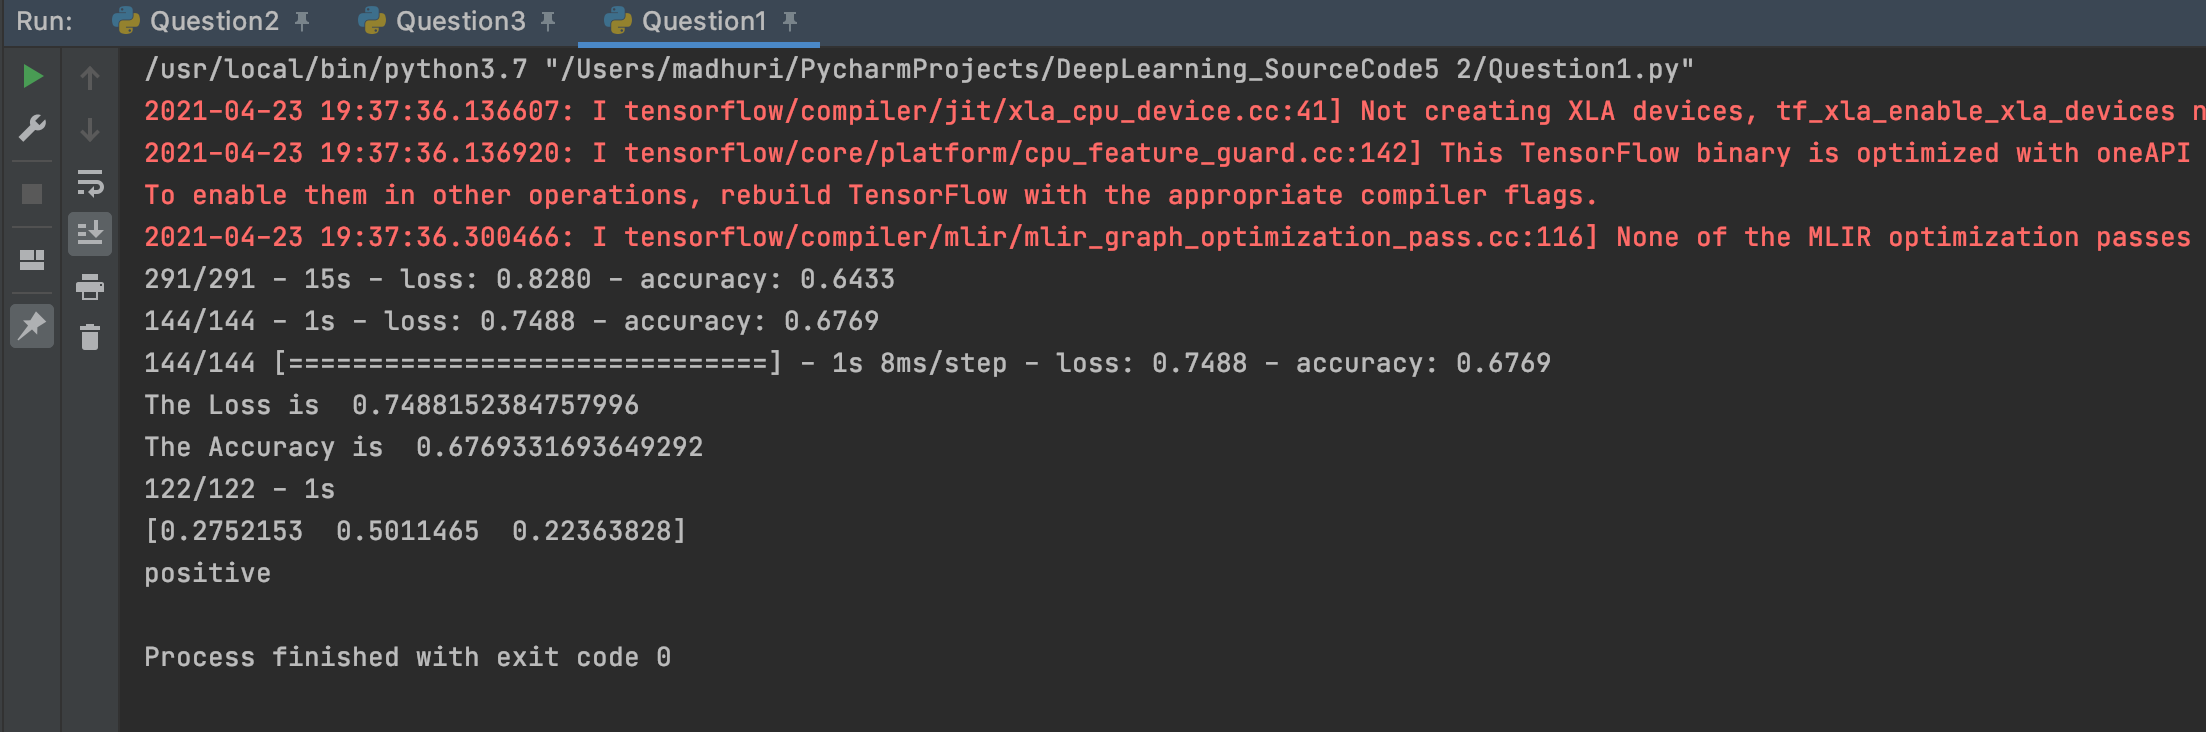 Run: Question2 Question3 Question1
/usr/local/bin/python3.7 "/Users/madhuri/PycharmProjects/DeepLearning_SourceCode5 2/Question1.py"
2021-04-23 19:37:36.136607: I tensorflow/compiler/jit/xla_cpu_device.cc:41] Not creating XLA devices, tf_xla_enable_xla_devices n
2021-04-23 19:37:36.136920: I tensorflow/core/platform/cpu_feature_guard.cc:142] This TensorFlow binary is optimized with oneAPI
To enable them in other operations, rebuild TensorFlow with the appropriate compiler flags.
2021-04-23 19:37:36.300466: I tensorflow/compiler/mlir/mlir_graph_optimization_pass.cc:116] None of the MLIR optimization passes
291/291 - 15s - loss: 0.8280 - accuracy: 0.6433
144/144 - 1s - loss: 0.7488 - accuracy: 0.6769
144/144 [==============================] - 1s 8ms/step - loss: 0.7488 - accuracy: 0.6769
The Loss is  0.7488152384757996
The Accuracy is  0.6769331693649292
122/122 - 1s
[0.2752153  0.5011465  0.22363828]
positive
Process finished with exit code 0